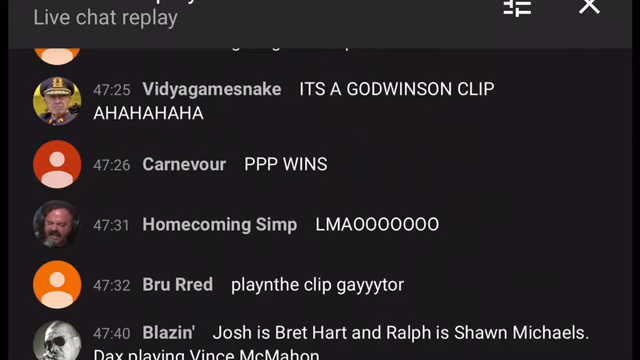 Live chat replay
47:25 Vidyagamesnake ITS A GODWINSON CLIP
AHAHAHAHA
47:26 Carnevour PPP WINS
47:31 Homecoming Simp LMAOOOOOOO
47:32 Bru Rred playnthe clip gayyytor
47:40 Blazin' Josh is Bret Hart and Ralph is Shawn Michaels.
Dax playing Vince McMahon